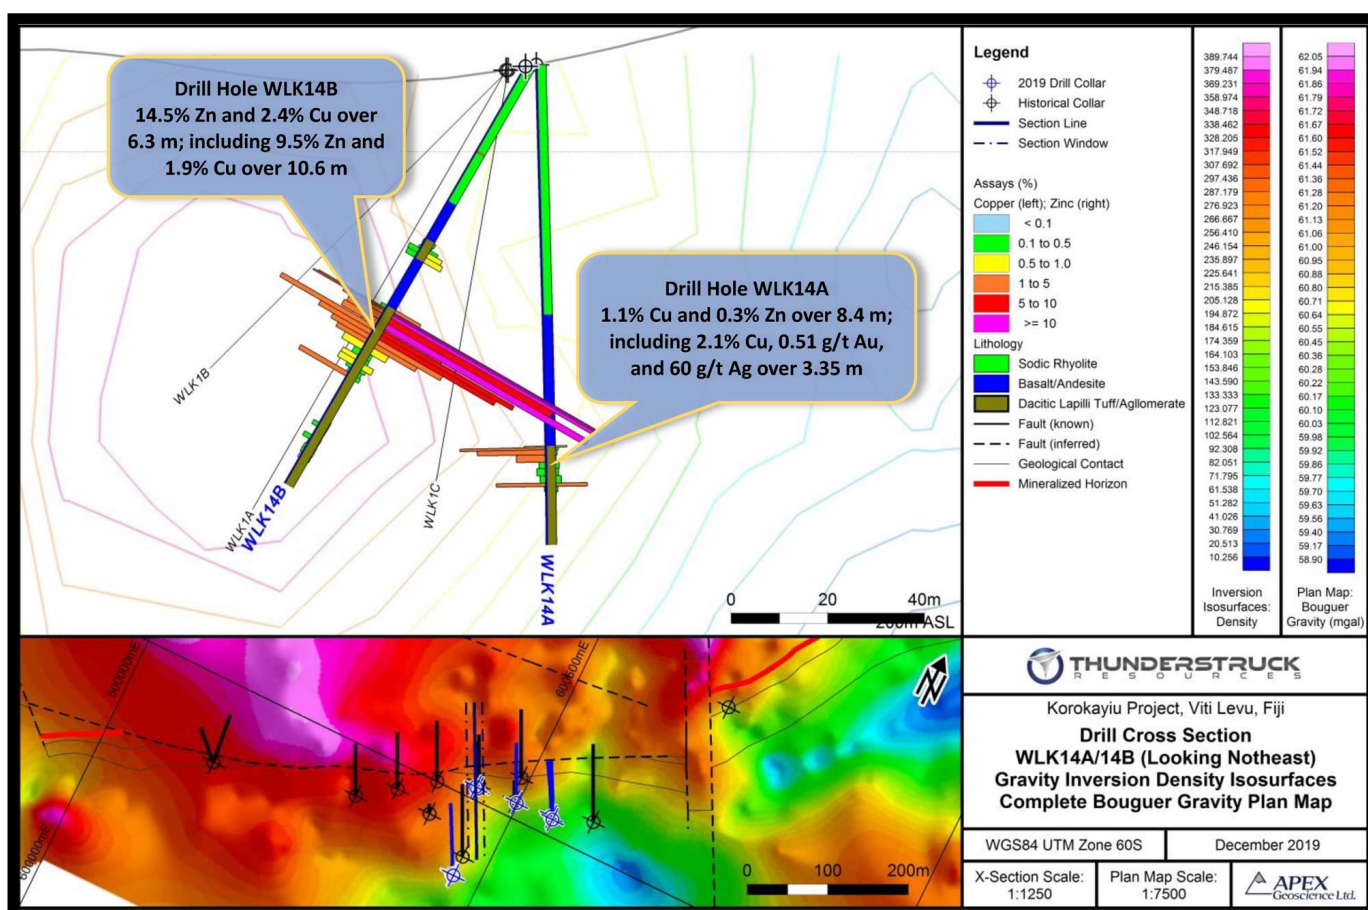 Drill Hole WLK14B
14.5% Zn and 2.4% Cu over
6.3 m; including 9.5% Zn and
1.9% Cu over 10.6 m
Drill Hole WLK14A
1.1% Cu and 0.3% Zn over 8.4 m;
including 2.1% Cu, 0.51 g/t Au,
and 60 g/t Ag over 3.35 m
WLK1B
WLK1A
WLK14B
WLK1C
WLK14A
0 20 40m
200m ASL
Legend
2019 Drill Collar
Historical Collar
Section Line
Section Window
Assays (%)
Copper (left); Zinc (right)
< 0.1
0.1 to 0.5
0.5 to 1.0
1 to 5
5 to 10
>= 10
Lithology
Sodic Rhyolite
Basalt/Andesite
Dacitic Lapilli Tuff/Agglomerate
Fault (known)
Fault (inferred)
Geological Contact
Mineralized Horizon
389.744
379.487
369.231
358.974
348.718
338.462
328.205
317.949
307.692
297.436
287.179
276.923
266.667
256.410
246.154
235.897
225.641
215.385
205.128
194.872
184.615
174.359
164.103
153.846
143.590
133.333
123.077
112.821
102.564
92.308
82.051
71.795
61.538
51.282
41.026
30.769
20.513
10.256
Inversion
Isosurfaces:
Density
62.05
61.94
61.86
61.79
61.72
61.67
61.60
61.52
61.44
61.36
61.28
61.20
61.13
61.06
61.00
60.95
60.88
60.80
60.71
60.64
60.55
60.45
60.36
60.28
60.22
60.17
60.10
60.03
59.98
59.92
59.86
59.77
59.70
59.63
59.56
59.40
59.17
58.90
Plan Map:
Bouguer
Gravity (mgal)
600000mE
600000mE
N
0 100 200m
THUNDERSTRUCK
RESOURCES
Korokayiu Project, Viti Levu, Fiji
Drill Cross Section
WLK14A/14B (Looking Notheast)
Gravity Inversion Density Isosurfaces
Complete Bouguer Gravity Plan Map
WGS84 UTM Zone 60S
December 2019
X-Section Scale:
1:1250
Plan Map Scale:
1:7500
APEX
Geoscience Ltd.